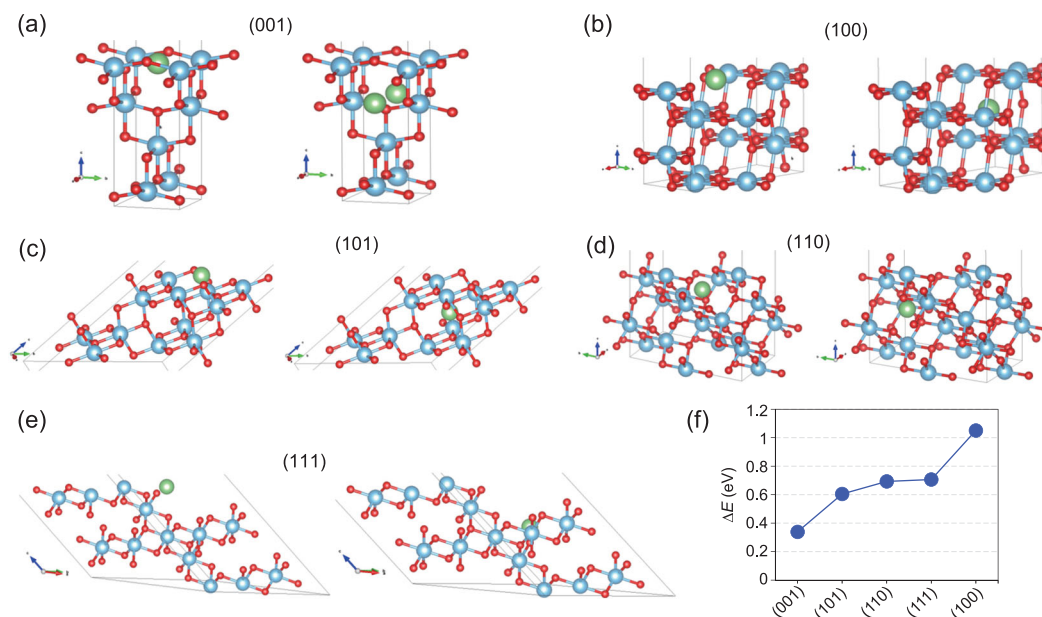 (a)
(001)
(b)
(100)
(c)
(101)
(d)
(110)
(e)
(111)
(f)
1.2
1
0.8
0.6
0.4
0.2
0
ΔE (eV)
(001)
(101)
(110)
(111)
(100)